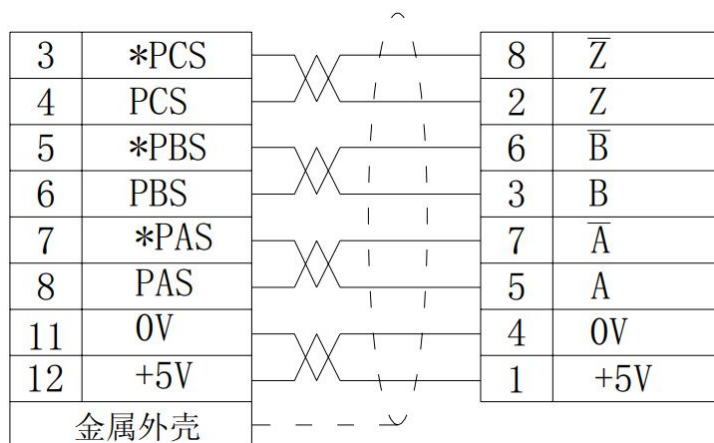 3 *PCS 8 Z̅
4 PCS 2 Z
5 *PBS 6 B̅
6 PBS 3 B
7 *PAS 7 A̅
8 PAS 5 A
11 0V 4 0V
12 +5V 1 +5V
金属外壳